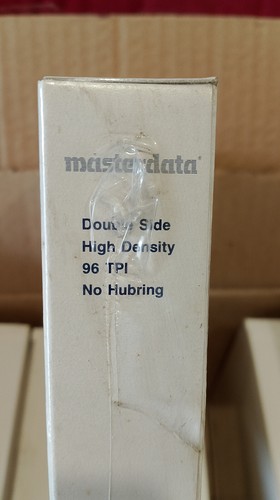 masterdata®
Double Side
High Density
96 TPI
No Hubring